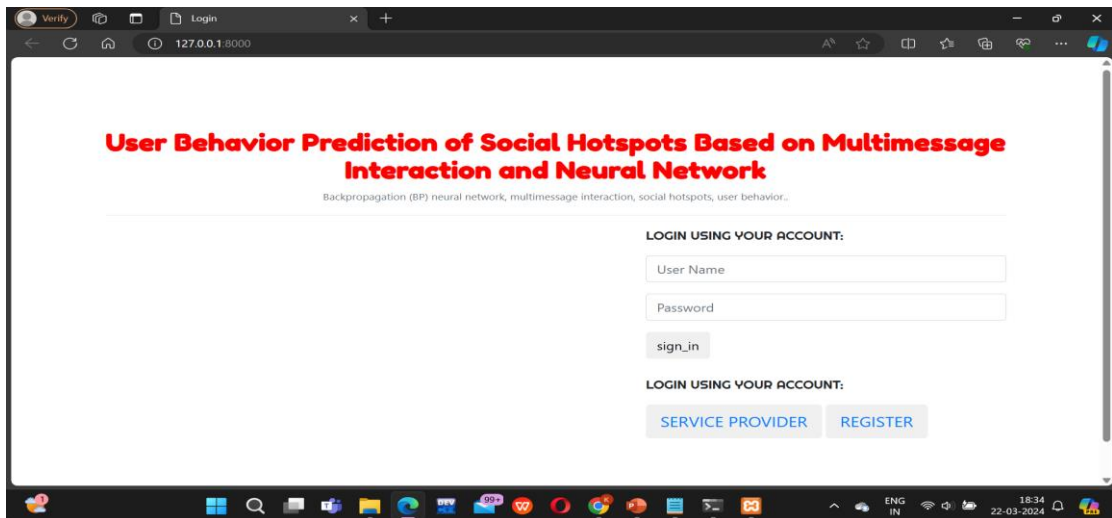 Verify
Login
127.0.0.1:8000
User Behavior Prediction of Social Hotspots Based on Multimessage
Interaction and Neural Network
Backpropagation (BP) neural network, multimessage interaction, social hotspots, user behavior..
LOGIN USING YOUR ACCOUNT:
User Name
Password
sign_in
LOGIN USING YOUR ACCOUNT:
SERVICE PROVIDER REGISTER
1
DEV
99+
ENG
IN
18:34
22-03-2024